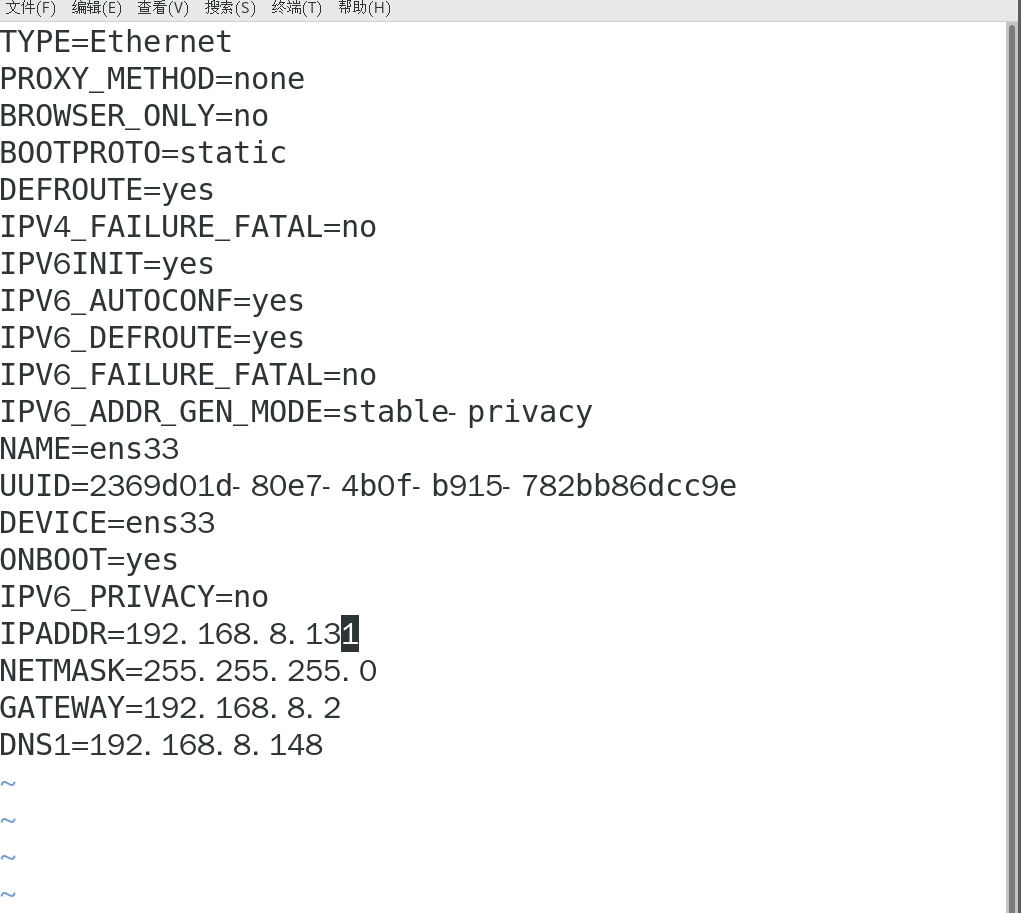 文件(F) 编辑(E) 查看(V) 搜索(S) 终端(T) 帮助(H)
TYPE=Ethernet
PROXY_METHOD=none
BROWSER_ONLY=no
BOOTPROTO=static
DEFROUTE=yes
IPV4_FAILURE_FATAL=no
IPV6INIT=yes
IPV6_AUTOCONF=yes
IPV6_DEFROUTE=yes
IPV6_FAILURE_FATAL=no
IPV6_ADDR_GEN_MODE=stable-privacy
NAME=ens33
UUID=2369d01d-80e7-4b0f-b915-782bb86dcc9e
DEVICE=ens33
ONBOOT=yes
IPV6_PRIVACY=no
IPADDR=192.168.8.131
NETMASK=255.255.255.0
GATEWAY=192.168.8.2
DNS1=192.168.8.148
~
~
~
~